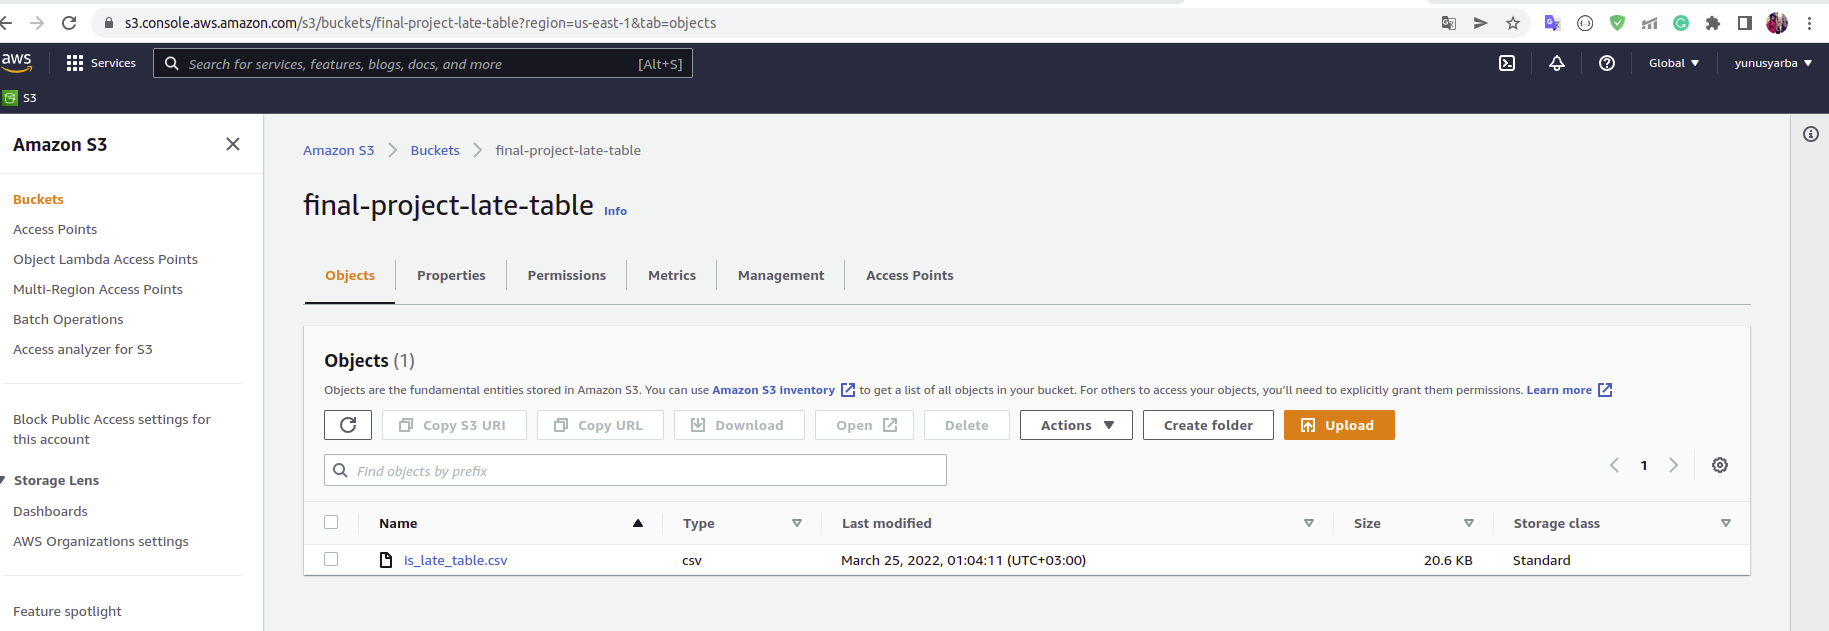 s3.console.aws.amazon.com/s3/buckets/final-project-late-table?region=us-east-1&tab=objects
aws
Services
Search for services, features, blogs, docs, and more
[Alt+S]
Global
yunusyarba
S3
Amazon S3
Buckets
Access Points
Object Lambda Access Points
Multi-Region Access Points
Batch Operations
Access analyzer for S3
Block Public Access settings for
this account
Storage Lens
Dashboards
AWS Organizations settings
Feature spotlight
Amazon S3 Buckets final-project-late-table
final-project-late-table Info
Objects Properties Permissions Metrics Management Access Points
Objects (1)
Objects are the fundamental entities stored in Amazon S3. You can use Amazon S3 inventory to get a list of all objects in your bucket. For others to access your objects, you'll need to explicitly grant them permissions. Learn more
Copy S3 URI Copy URL Download Open Delete Actions Create folder Upload
Find objects by prefix
1
Name Type Last modified Size Storage class
is_late_table.csv csv March 25, 2022, 01:04:11 (UTC+03:00) 20.6 KB Standard